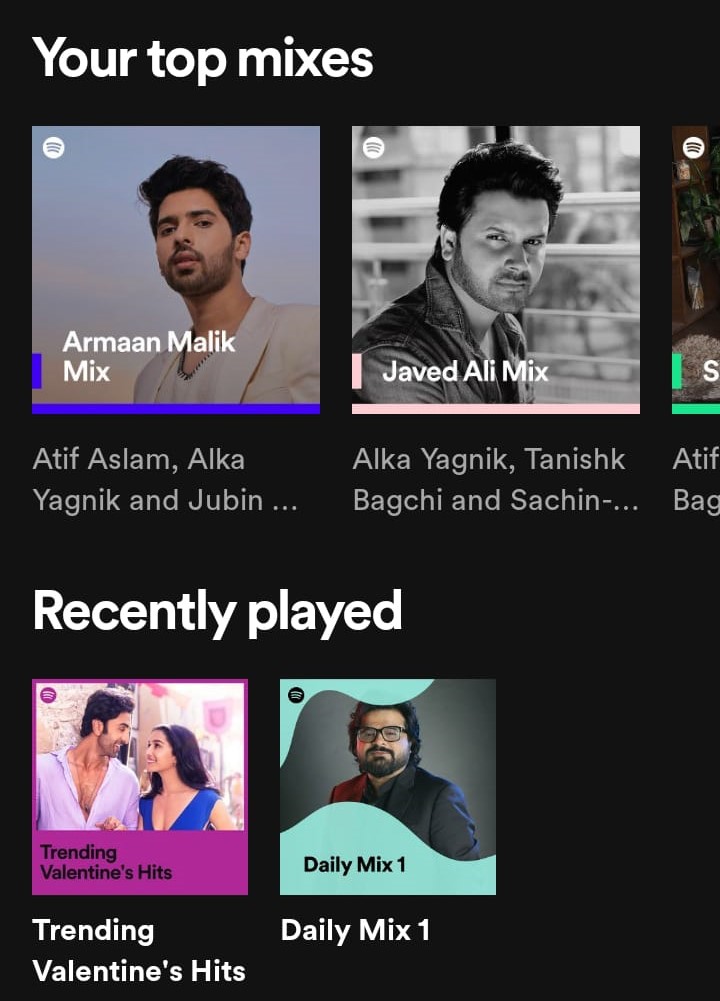 Your top mixes
Armaan Malik
Mix
Javed Ali Mix
S
Atif Aslam, Alka
Yagnik and Jubin ...
Alka Yagnik, Tanishk
Bagchi and Sachin-...
Atif
Bag
Recently played
Trending
Valentine's Hits
Daily Mix 1
Trending
Valentine's Hits
Daily Mix 1